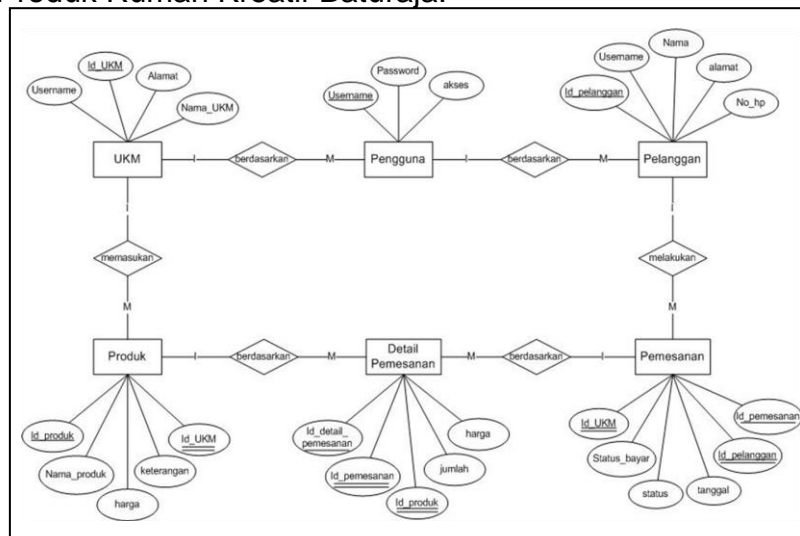 Produk Rumah Kreatif Baturaja.
Username
Id_UKM
Alamat
Nama_UKM
UKM
I
berdasarkan
M
Username
Password
akses
Pengguna
I
berdasarkan
M
Id_pelanggan
Username
Nama
alamat
No_hp
Pelanggan
I
memasukan
M
I
melakukan
M
Produk
I
berdasarkan
M
Detail
Pemesanan
M
berdasarkan
I
Pemesanan
Id_produk
Nama_produk
harga
keterangan
Id_UKM
Id_detail_
pemesanan
Id_pemesanan
Id_produk
jumlah
harga
Id_UKM
Status_bayar
status
tanggal
Id_pelanggan
Id_pemesanan